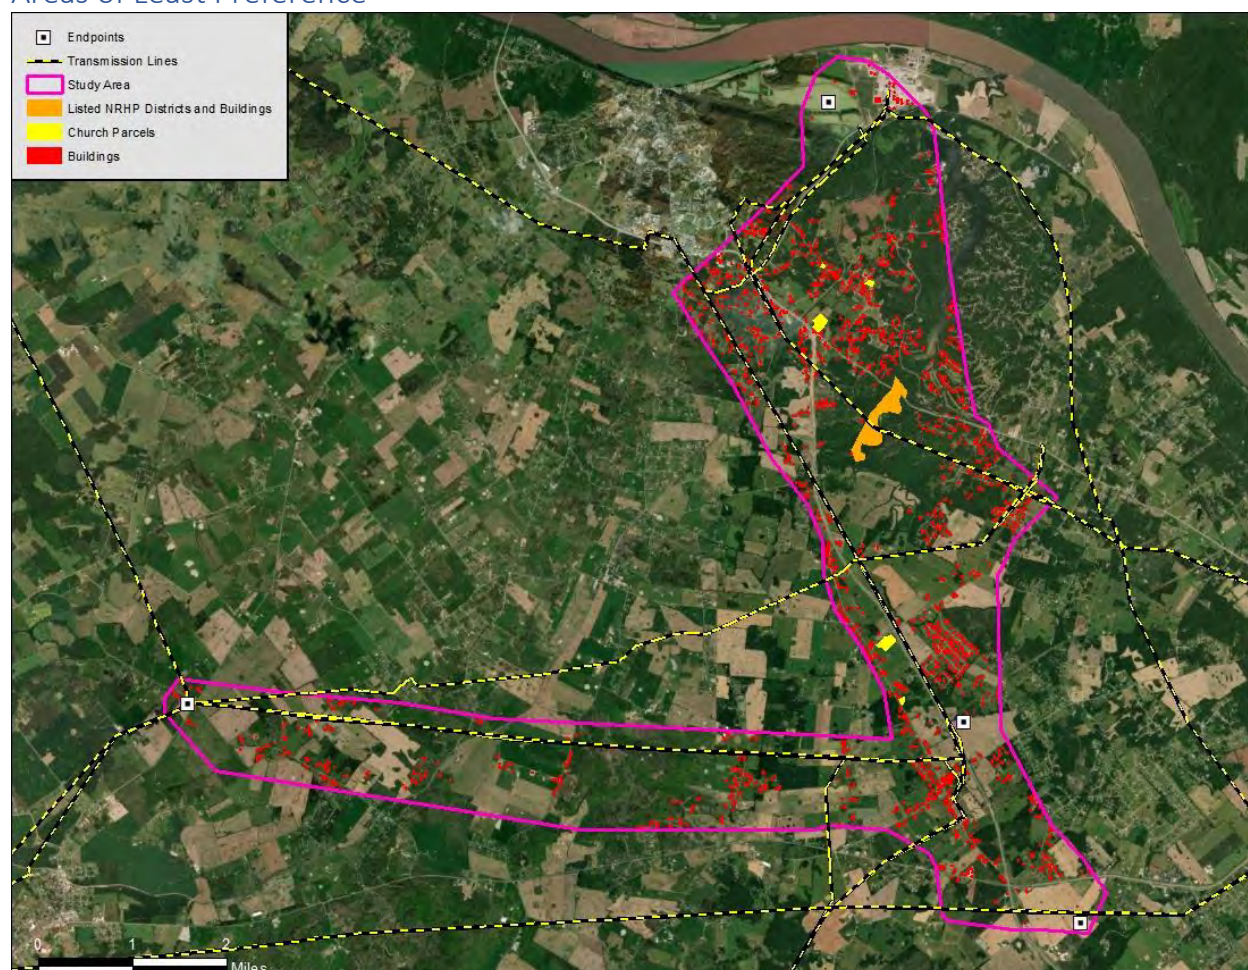 Areas of Least Preference
Endpoints
Transmission Lines
Study Area
Listed NRHP Districts and Buildings
Church Parcels
Buildings
0 1 2
Miles